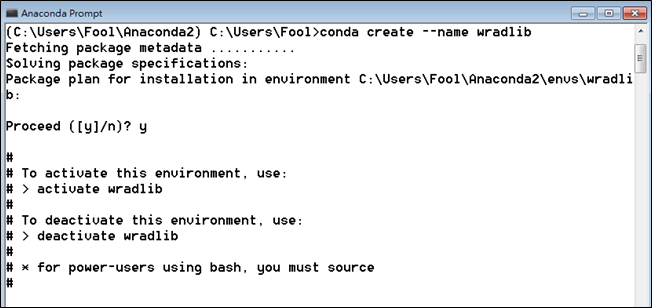 Anaconda Prompt
(C:\Users\Fool\Anaconda2) C:\Users\Fool>conda create --name wradlib
Fetching package metadata ...........
Solving package specifications:
Package plan for installation in environment C:\Users\Fool\Anaconda2\envs\wradli
b:
Proceed ([y]/n)? y
#
# To activate this environment, use:
# > activate wradlib
#
# To deactivate this environment, use:
# > deactivate wradlib
#
# * for power-users using bash, you must source
#